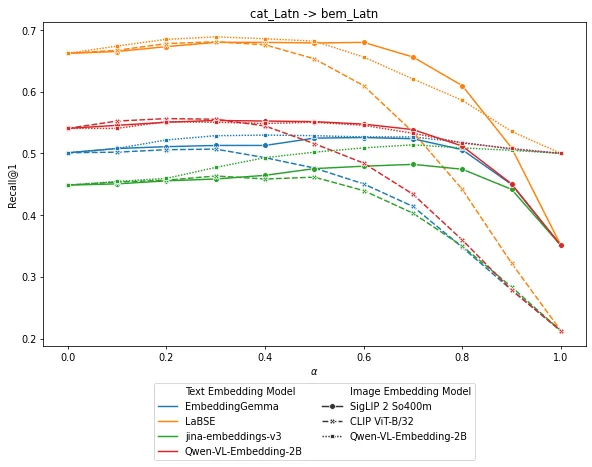 cat_Latn -> bem_Latn
0.7
0.6
0.5
0.4
0.3
0.2
Recall@1
0.0 0.2 0.4 0.6 0.8 1.0
α
Text Embedding Model Image Embedding Model
EmbeddingGemma SigLIP 2 So400m
LaBSE CLIP ViT-B/32
jina-embeddings-v3 Qwen-VL-Embedding-2B
Qwen-VL-Embedding-2B